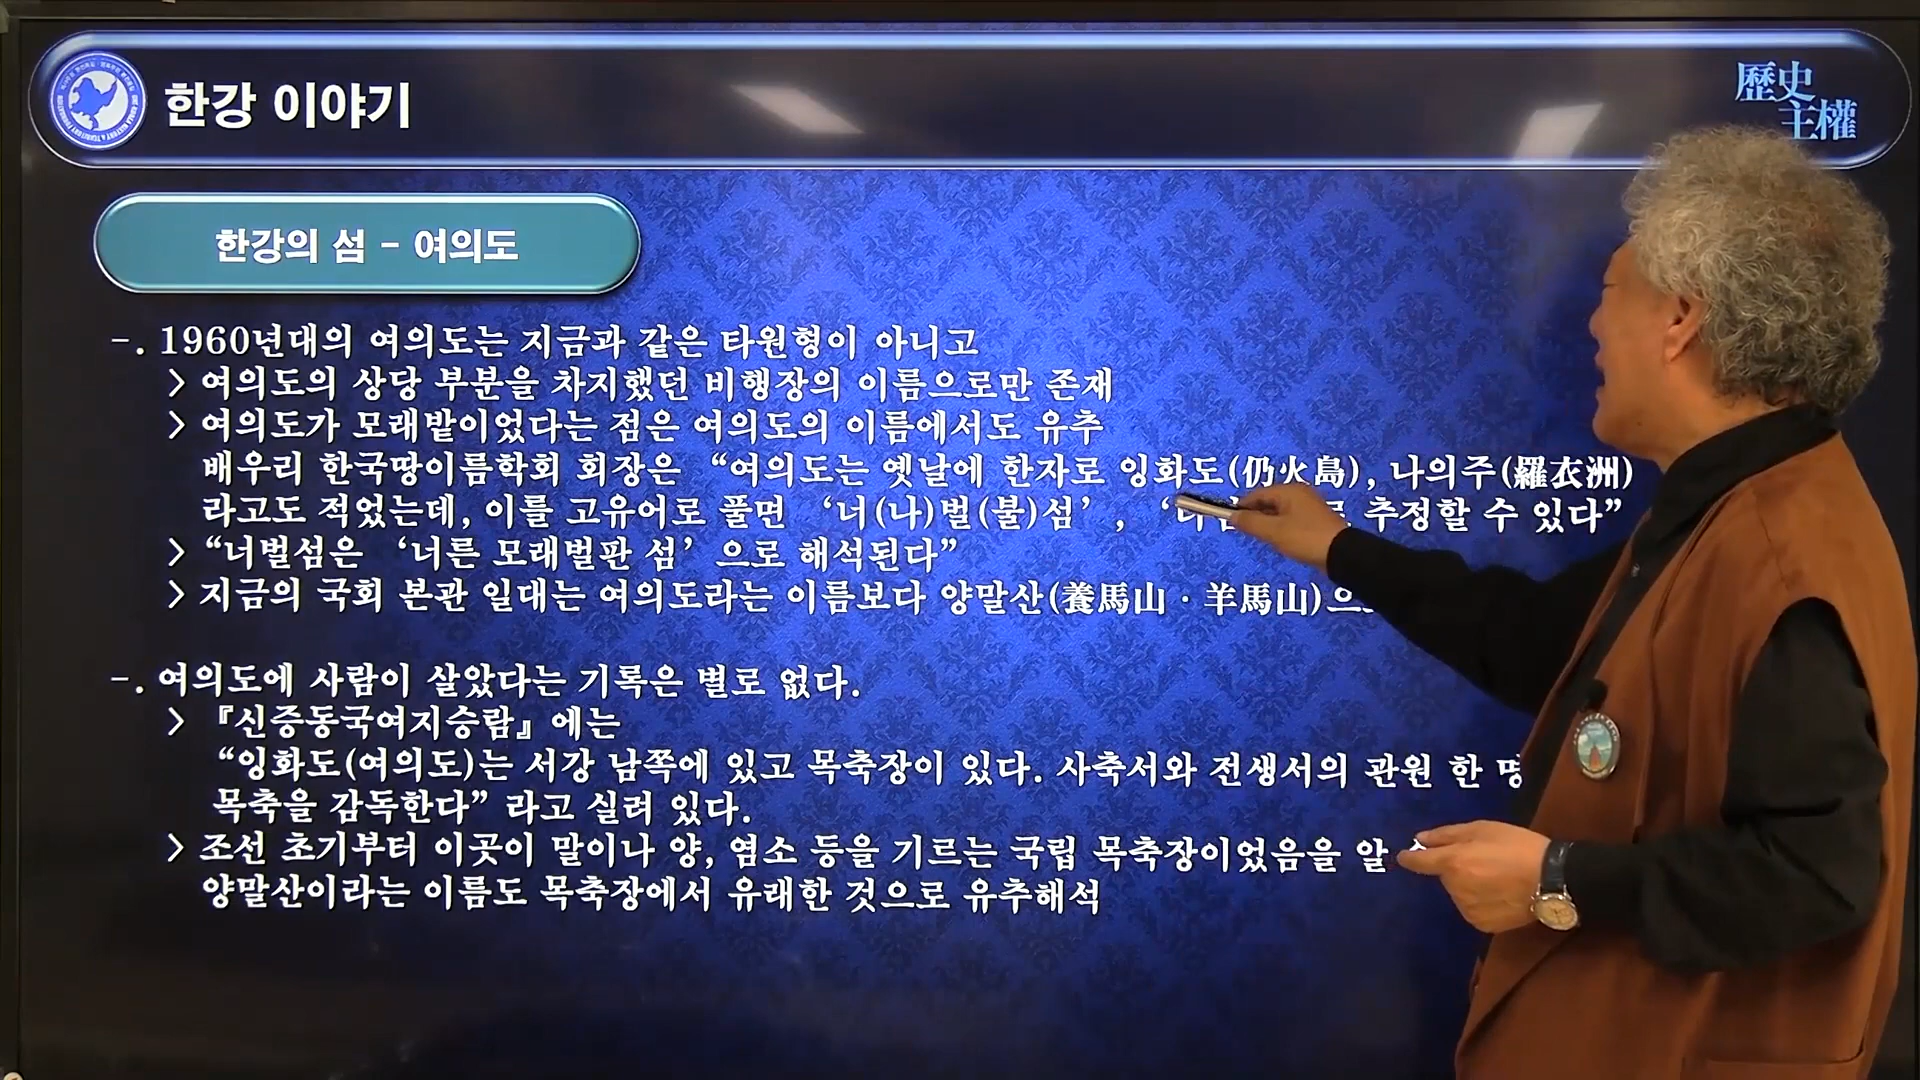 한강 이야기
歷史
主權
한강의 섬 - 여의도
-. 1960년대의 여의도는 지금과 같은 타원형이 아니고
> 여의도의 상당 부분을 차지했던 비행장의 이름으로만 존재
> 여의도가 모래밭이었다는 점은 여의도의 이름에서도 유추
배우리 한국땅이름학회 회장은 “여의도는 옛날에 한자로 잉화도(仍火島), 나의주(羅衣洲)
라고도 적었는데, 이를 고유어로 풀면 ‘너(나)벌(불)섬’, 추정할 수 있다”
> “너벌섬은 ‘너른 모래벌판 섬’으로 해석된다”
> 지금의 국회 본관 일대는 여의도라는 이름보다 양말산(養馬山·羊馬山)으
-. 여의도에 사람이 살았다는 기록은 별로 없다.
> 『신증동국여지승람』에는
“잉화도(여의도)는 서강 남쪽에 있고 목축장이 있다. 사축서와 전생서의 관원 한
목축을 감독한다” 라고 실려 있다.
> 조선 초기부터 이곳이 말이나 양, 염소 등을 기르는 국립 목축장이었음을 알
양말산이라는 이름도 목축장에서 유래한 것으로 유추해석